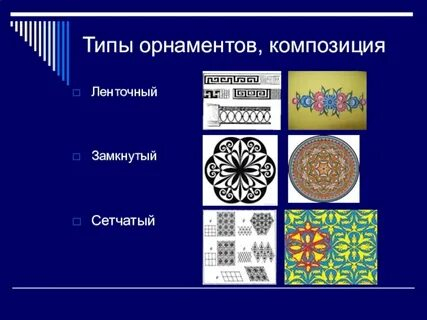 Типы орнаментов, композиция
Ленточный
Замкнутый
Сетчатый